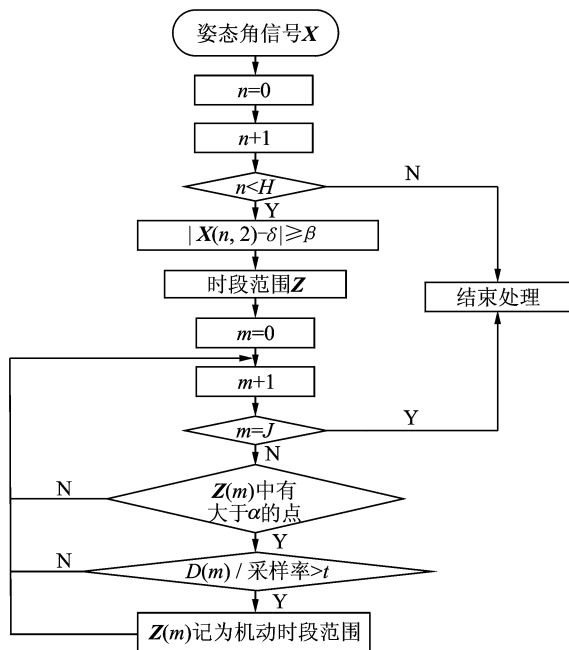 姿态角信号X
n=0
n+1
n<H
N
Y
|X(n, 2)-δ|≥β
时段范围Z
结束处理
m=0
m+1
m=J
Y
N
Z(m)中有
大于α的点
N
Y
D(m) / 采样率>t
N
Y
Z(m)记为机动时段范围